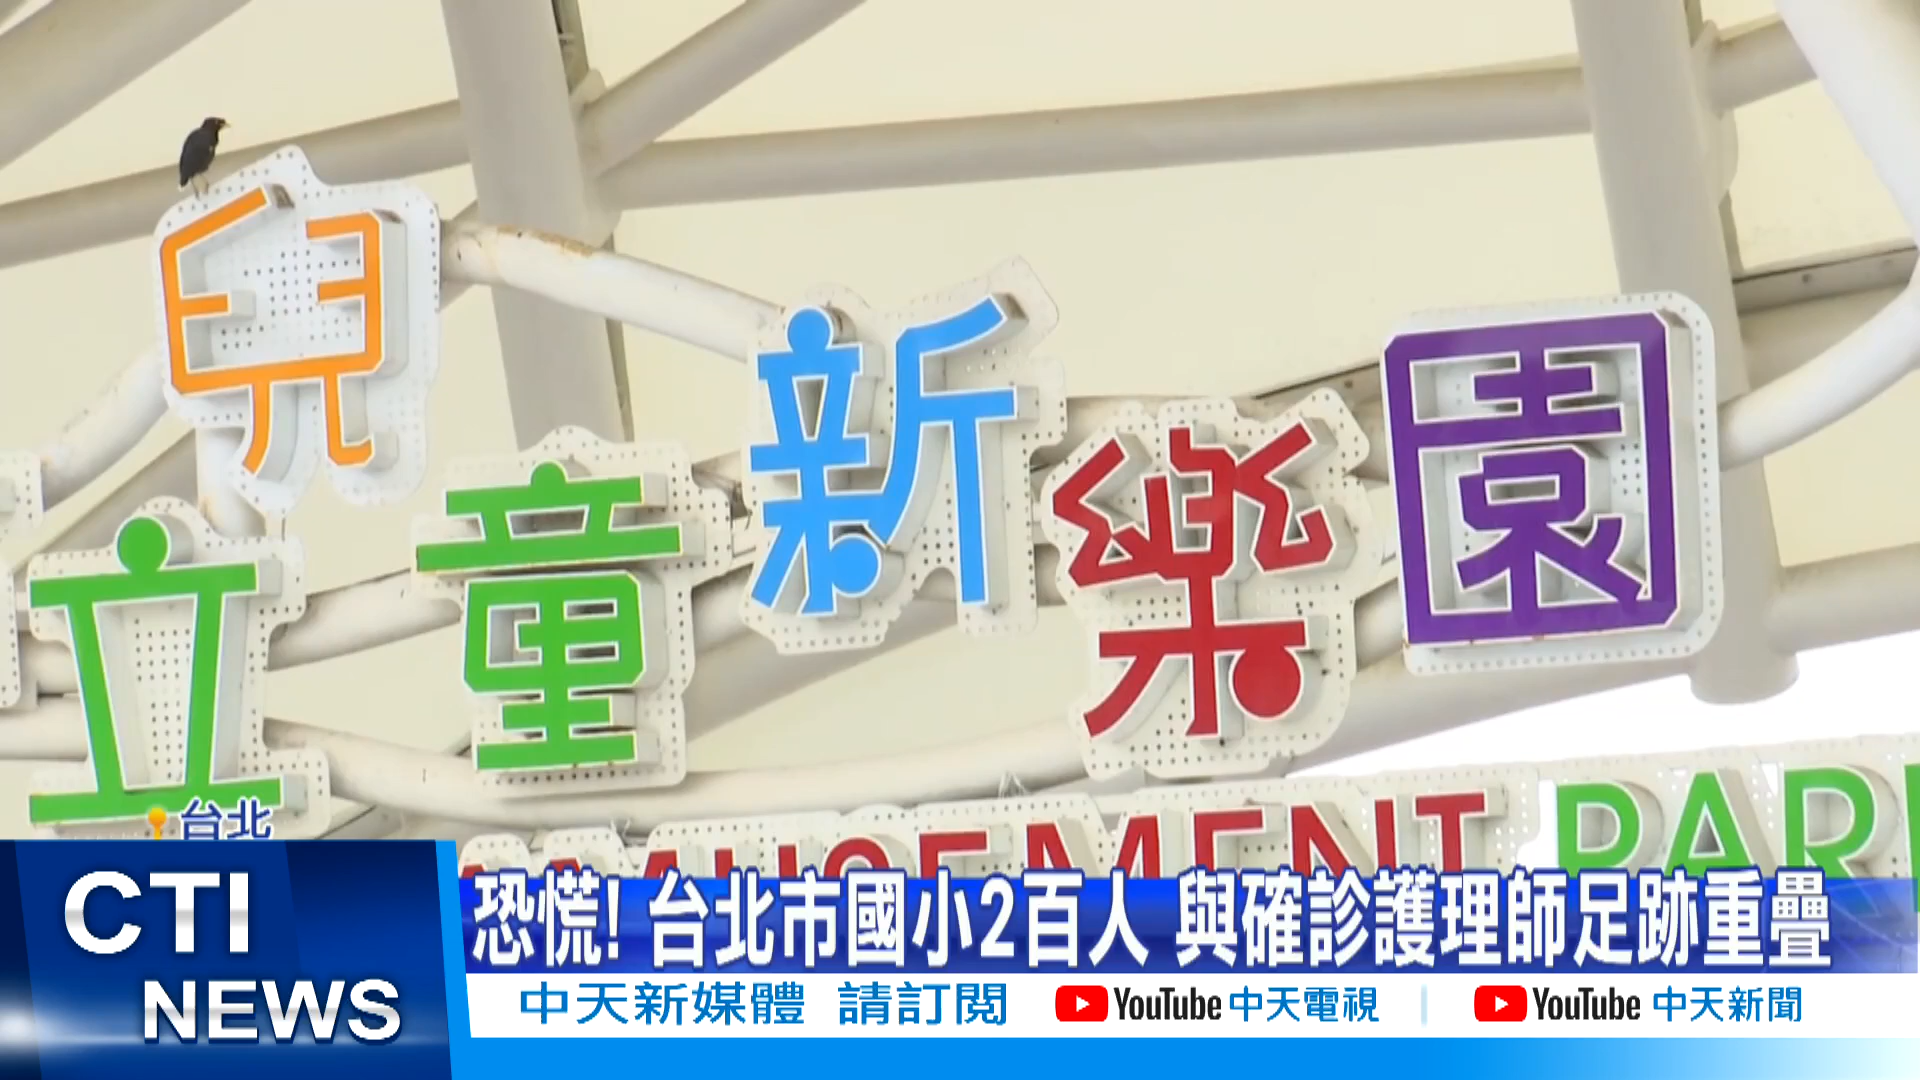 立兒童新樂園
AMUSEMENT PAR
台北
CTI
NEWS
恐慌! 台北市國小2百人 與確診護理師足跡重疊
中天新媒體 請訂閱 YouTube 中天電視 | YouTube 中天新聞